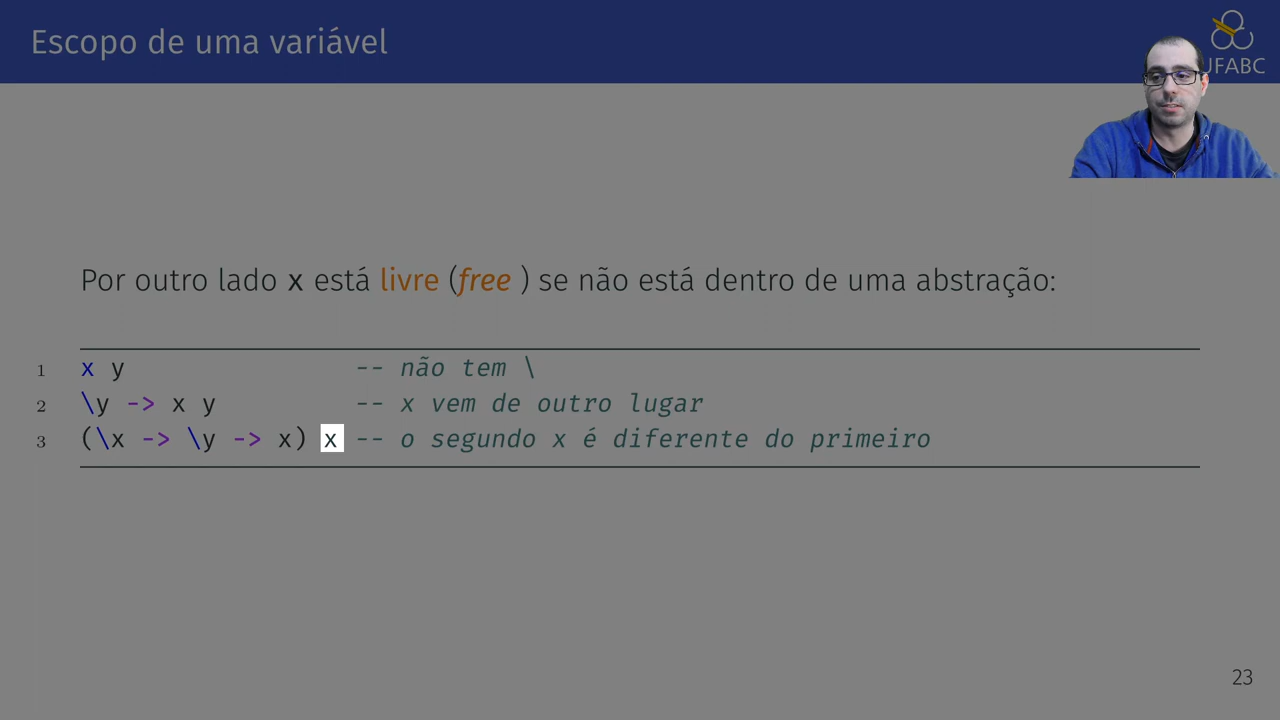 Escopo de uma variável
UFABC
Por outro lado x está livre (free ) se não está dentro de uma abstração:
1 x y -- não tem \
2 \y -> x y -- x vem de outro lugar
3 (\x -> \y -> x) x -- o segundo x é diferente do primeiro
23